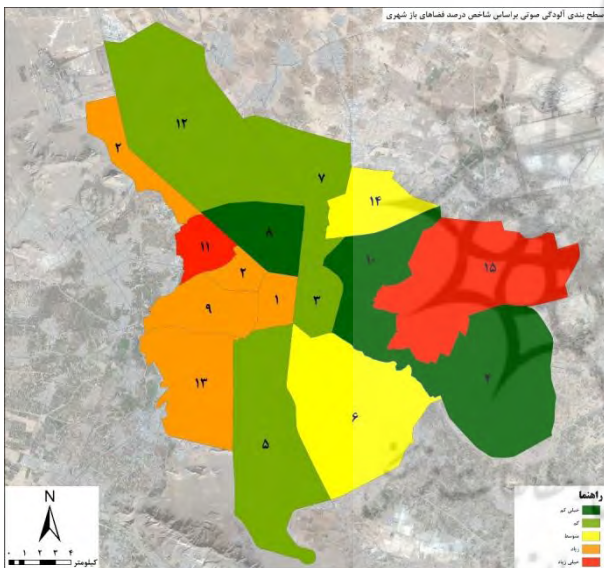 سطح بندی آلودگی صوتی براساس شاخص درصد فضاهای باز شهری
۱۲
۲
۷
۱۴
۸
۱۱
۱۰
۱۵
۲
۱
۳
۹
۴
۱۳
۶
۵
N
۰ ۱ ۲ ۳ ۴
کیلومتر
راهنما
خیلی کم
کم
متوسط
زیاد
خیلی زیاد